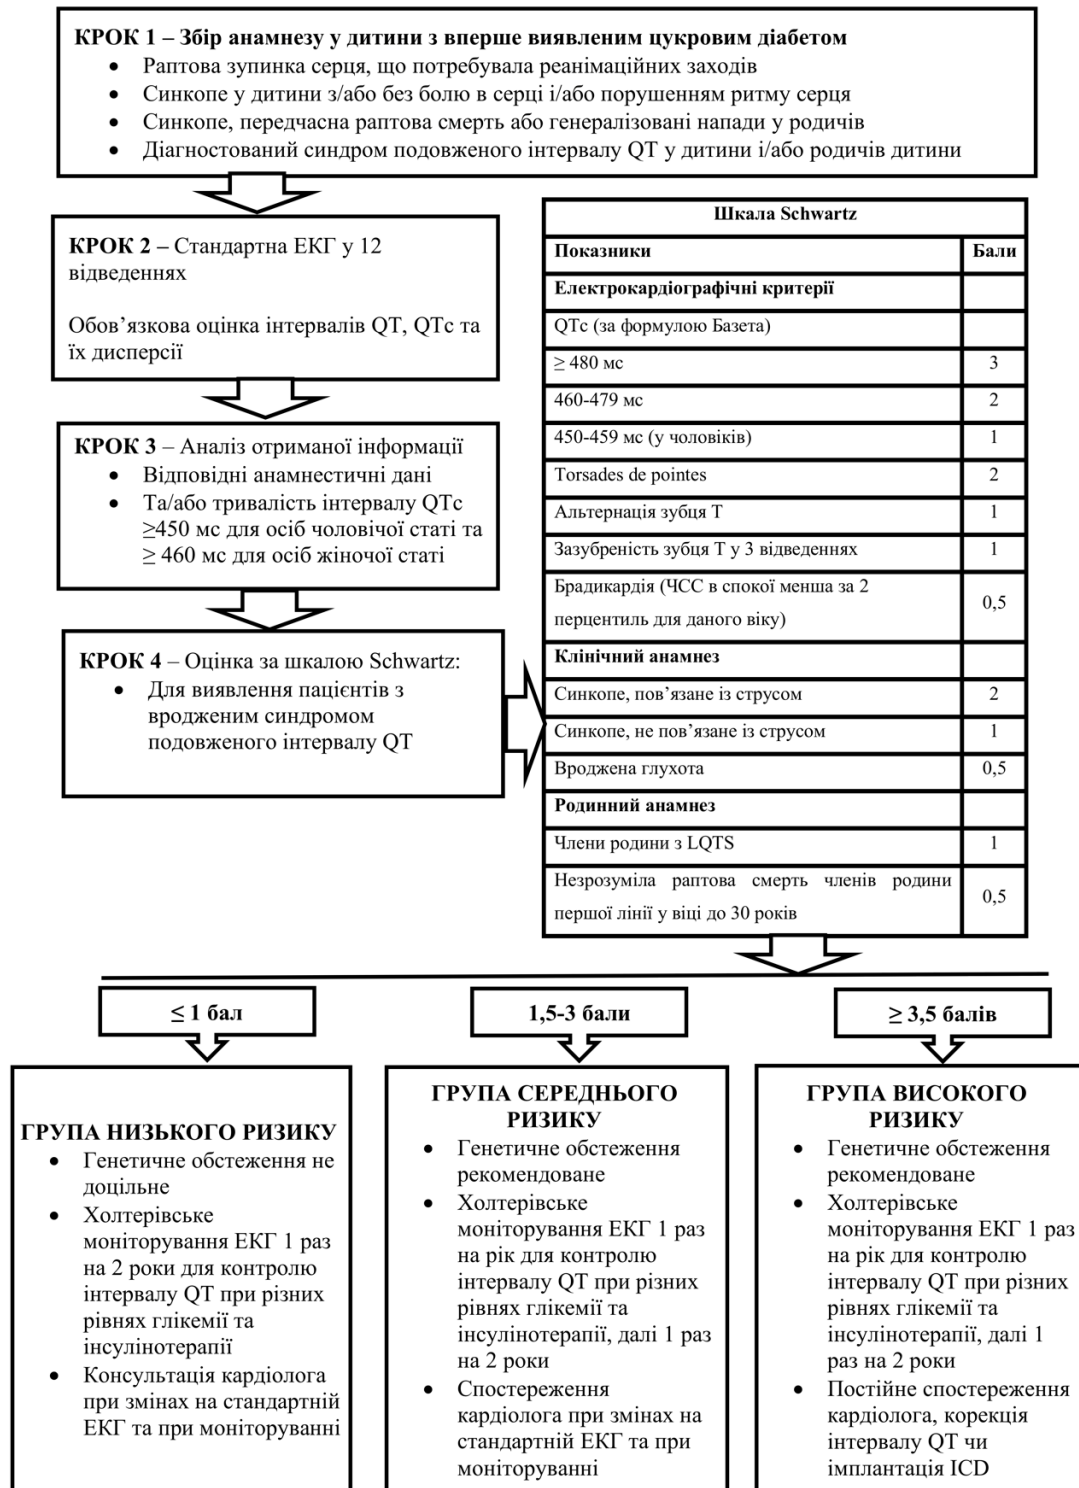 КРОК 1 – Збір анамнезу у дитини з вперше виявленим цукровим діабетом
• Раптова зупинка серця, що потребувала реанімаційних заходів
• Синкопе у дитини з/або без болю в серці і/або порушенням ритму серця
• Синкопе, передчасна раптова смерть або генералізовані напади у родичів
• Діагностований синдром подовженого інтервалу QT у дитини і/або родичів дитини
КРОК 2 – Стандартна ЕКГ у 12
відведеннях
Обов’язкова оцінка інтервалів QT, QTc та
їх дисперсії
КРОК 3 – Аналіз отриманої інформації
• Відповідні анамнестичні дані
• Та/або тривалість інтервалу QTc
≥450 мс для осіб чоловічої статі та
≥ 460 мс для осіб жіночої статі
КРОК 4 – Оцінка за шкалою Schwartz:
• Для виявлення пацієнтів з
вродженим синдромом
подовженого інтервалу QT
Шкала Schwartz
Показники Бали
Електрокардіографічні критерії
QTc (за формулою Базета)
≥ 480 мс 3
460-479 мс 2
450-459 мс (у чоловіків) 1
Torsades de pointes 2
Альтернація зубця Т 1
Зазубреність зубця Т у 3 відведеннях 1
Брадикардія (ЧСС в спокої менша за 2
перцентиль для даного віку) 0,5
Клінічний анамнез
Синкопе, пов’язане із струсом 2
Синкопе, не пов’язане із струсом 1
Вроджена глухота 0,5
Родинний анамнез
Члени родини з LQTS 1
Незрозуміла раптова смерть членів родини
першої лінії у віці до 30 років 0,5
≤ 1 бал
1,5-3 бали
≥ 3,5 балів
ГРУПА НИЗЬКОГО РИЗИКУ
• Генетичне обстеження не
доцільне
• Холтерівське
моніторування ЕКГ 1 раз
на 2 роки для контролю
інтервалу QT при різних
рівнях глікемії та
інсулінотерапії
• Консультація кардіолога
при змінах на стандартній
ЕКГ та при моніторуванні
ГРУПА СЕРЕДНЬОГО
РИЗИКУ
• Генетичне обстеження
рекомендоване
• Холтерівське
моніторування ЕКГ 1 раз
на рік для контролю
інтервалу QT при різних
рівнях глікемії та
інсулінотерапії, далі 1 раз
на 2 роки
• Спостереження
кардіолога при змінах на
стандартній ЕКГ та при
моніторуванні
ГРУПА ВИСОКОГО
РИЗИКУ
• Генетичне обстеження
рекомендоване
• Холтерівське
моніторування ЕКГ 1 раз
на рік для контролю
інтервалу QT при різних
рівнях глікемії та
інсулінотерапії, далі 1
раз на 2 роки
• Постійне спостереження
кардіолога, корекція
інтервалу QT чи
імплантація ICD